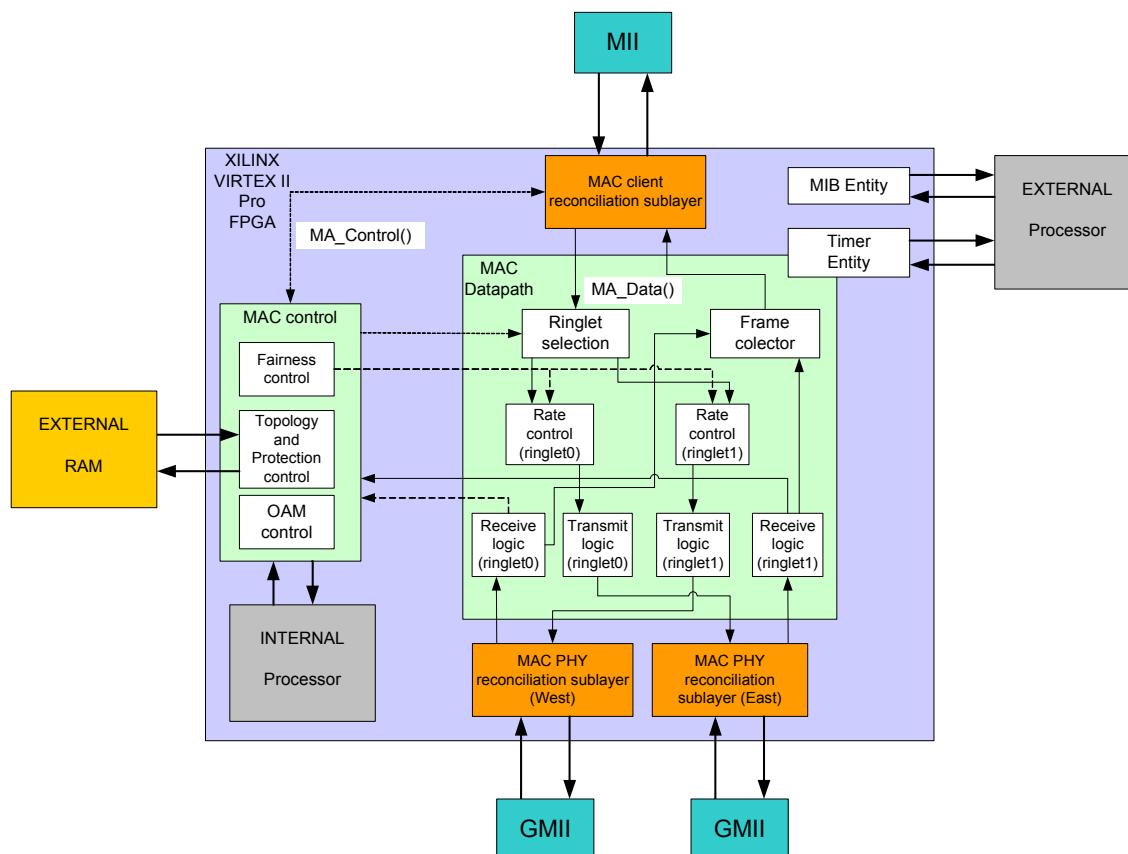 MII
XILINX
VIRTEX II
Pro
FPGA
MAC client
reconciliation sublayer
MIB Entity
EXTERNAL
Processor
MA_Control()
Timer
Entity
MAC
Datapath
MA_Data()
MAC control
Ringlet
selection
Frame
colector
Fairness
control
EXTERNAL
RAM
Topology
and
Protection
control
Rate
control
(ringlet0)
Rate
control
(ringlet1)
OAM
control
Receive
logic
(ringlet0)
Transmit
logic
(ringlet0)
Transmit
logic
(ringlet1)
Receive
logic
(ringlet1)
INTERNAL
Processor
MAC PHY
reconciliation sublayer
(West)
MAC PHY
reconciliation
sublayer (East)
GMII
GMII